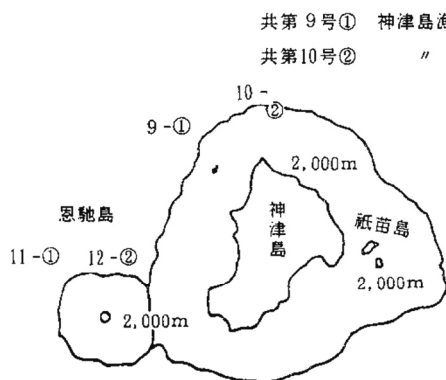 共第9号① 神津島漁
共第10号② 〃
10-②
9-①
2,000m
恩馳島
神津島
祇苗島
11-① 12-②
2,000m
2,000m